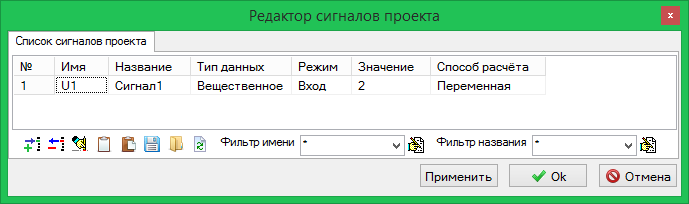 Редактор сигналов проекта
Список сигналов проекта
№ Имя Название Тип данных Режим Значение Способ расчёта
1 U1 Сигнал1 Вещественное Вход 2 Переменная
Фильтр имени * Фильтр названия *
Применить Ok Отмена